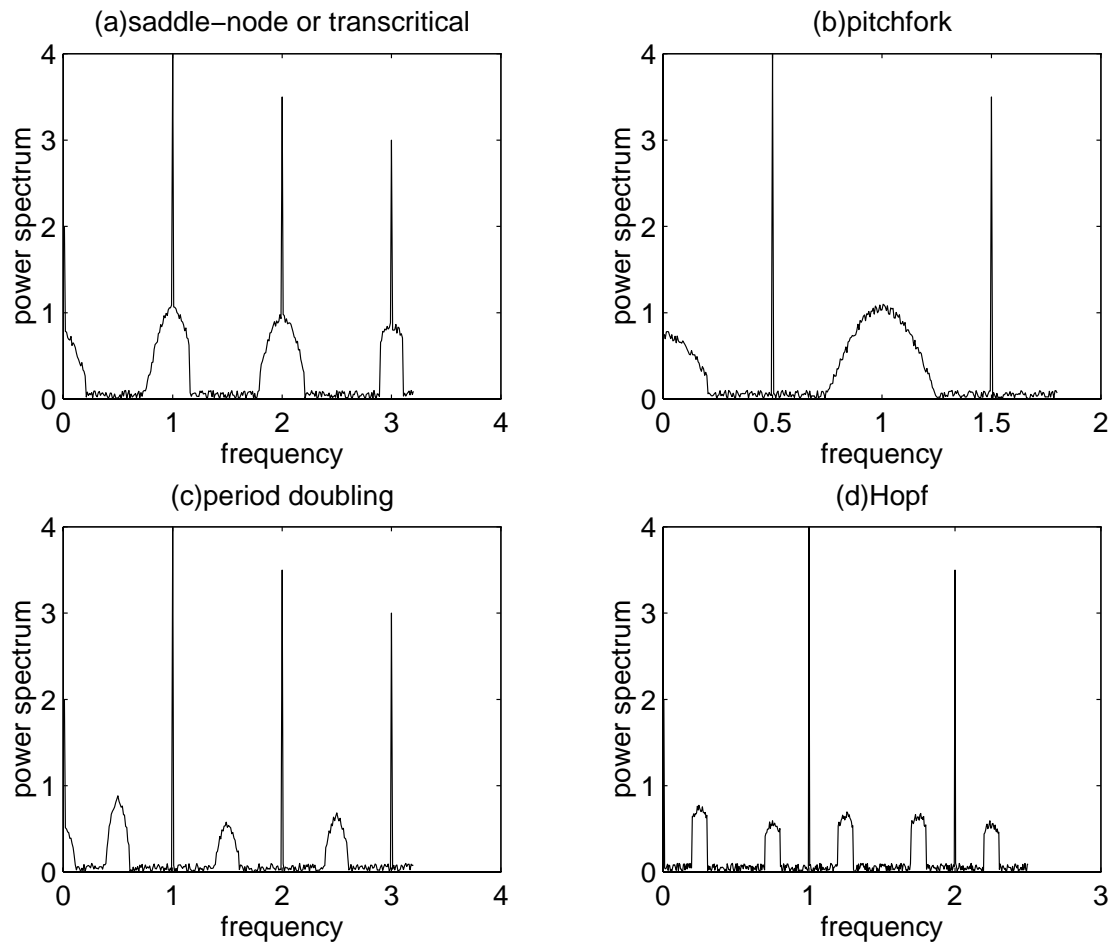 (a)saddle−node or transcritical
4
3
2
1
0
power spectrum
0 1 2 3 4
frequency
(b)pitchfork
4
3
2
1
0
power spectrum
0 0.5 1 1.5 2
frequency
(c)period doubling
4
3
2
1
0
power spectrum
0 1 2 3 4
frequency
(d)Hopf
4
3
2
1
0
power spectrum
0 1 2 3
frequency